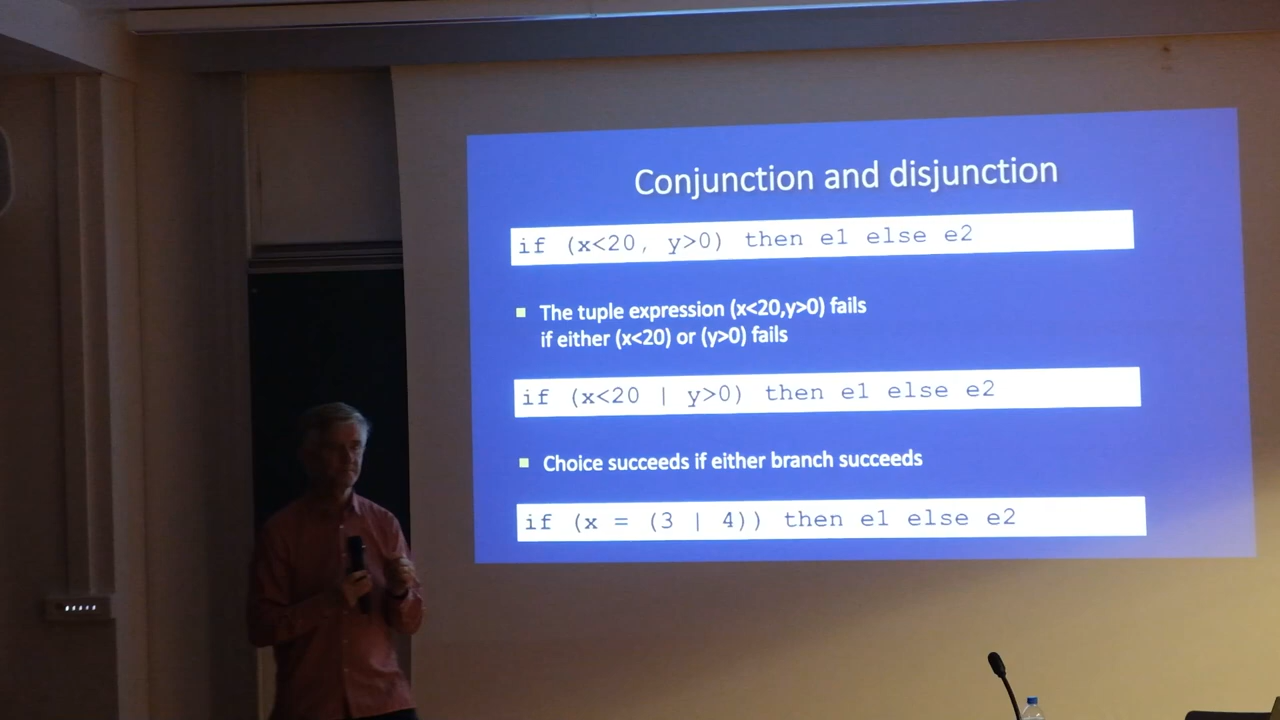 Conjunction and disjunction
if (x<20, y>0) then e1 else e2
▪ The tuple expression (x<20,y>0) fails
if either (x<20) or (y>0) fails
if (x<20 | y>0) then e1 else e2
▪ Choice succeeds if either branch succeeds
if (x = (3 | 4)) then e1 else e2